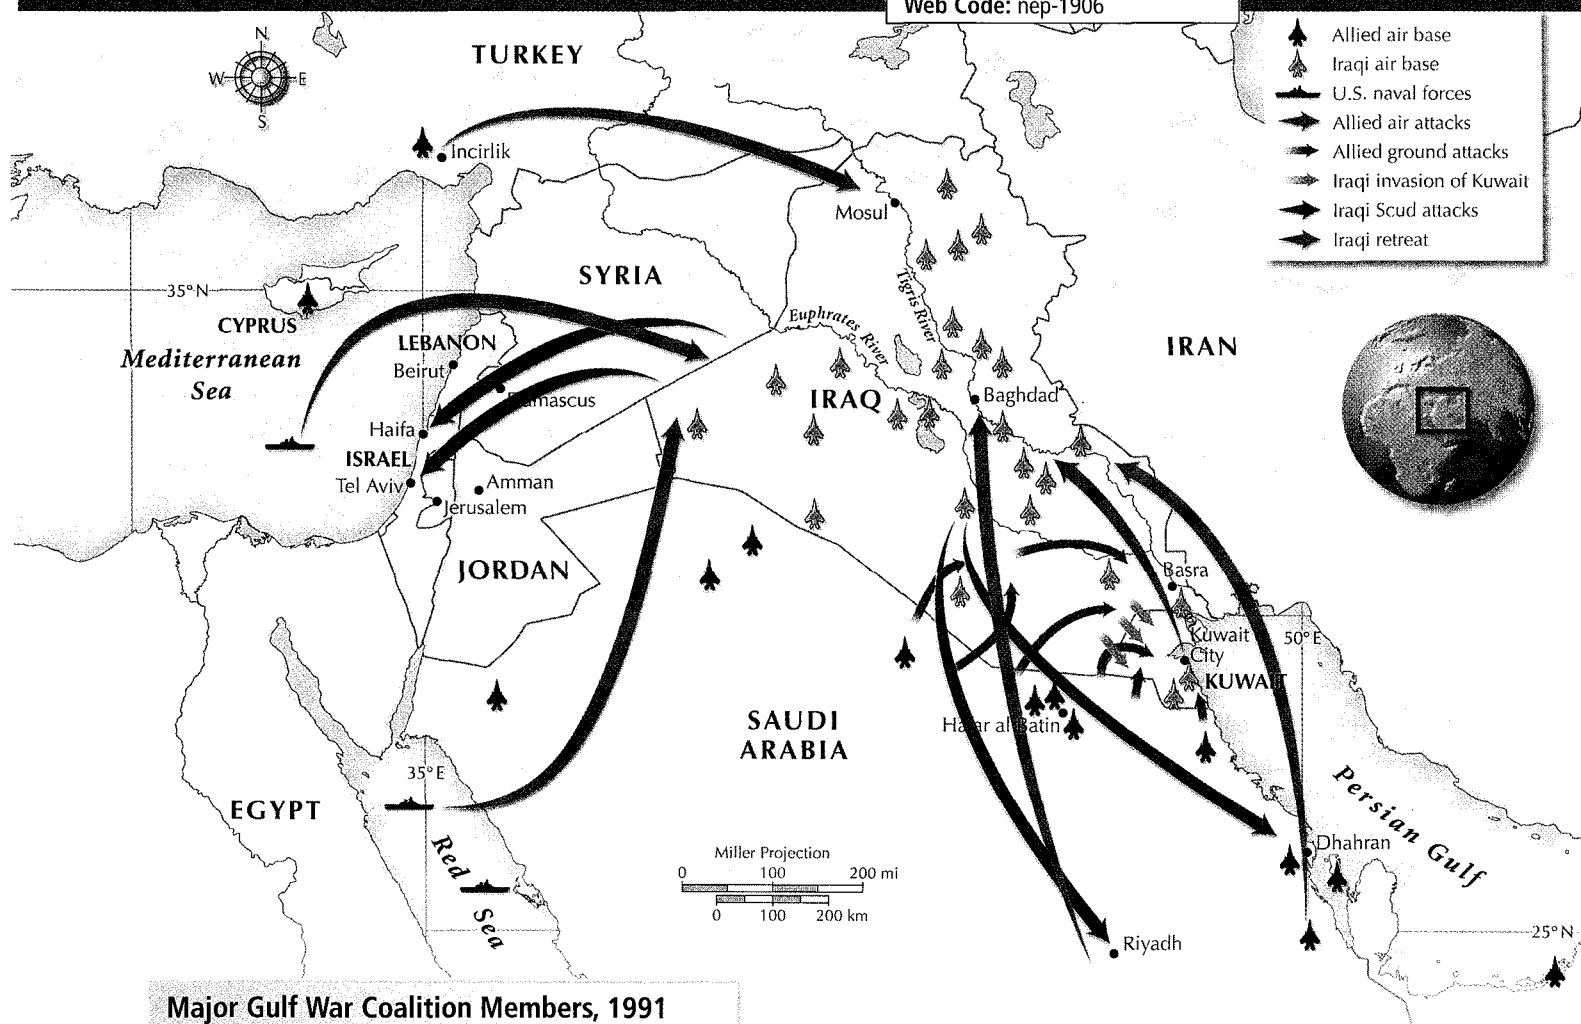 Web Code: nep-1906
Allied air base
Iraqi air base
U.S. naval forces
Allied air attacks
Allied ground attacks
Iraqi invasion of Kuwait
Iraqi Scud attacks
Iraqi retreat
N
W
E
S
TURKEY
Incirlik
Mosul
SYRIA
35°N
CYPRUS
Mediterranean
Sea
LEBANON
Beirut
Damascus
Haifa
ISRAEL
Tel Aviv
Amman
Jerusalem
JORDAN
Euphrates River
Tigris River
IRAQ
Baghdad
IRAN
Basra
Kuwait
City
KUWAIT
50°E
Hafar al Batin
SAUDI
ARABIA
EGYPT
35°E
Red
Sea
Persian Gulf
Dhahran
Riyadh
25°N
Miller Projection
0 100 200 mi
0 100 200 km
Major Gulf War Coalition Members, 1991